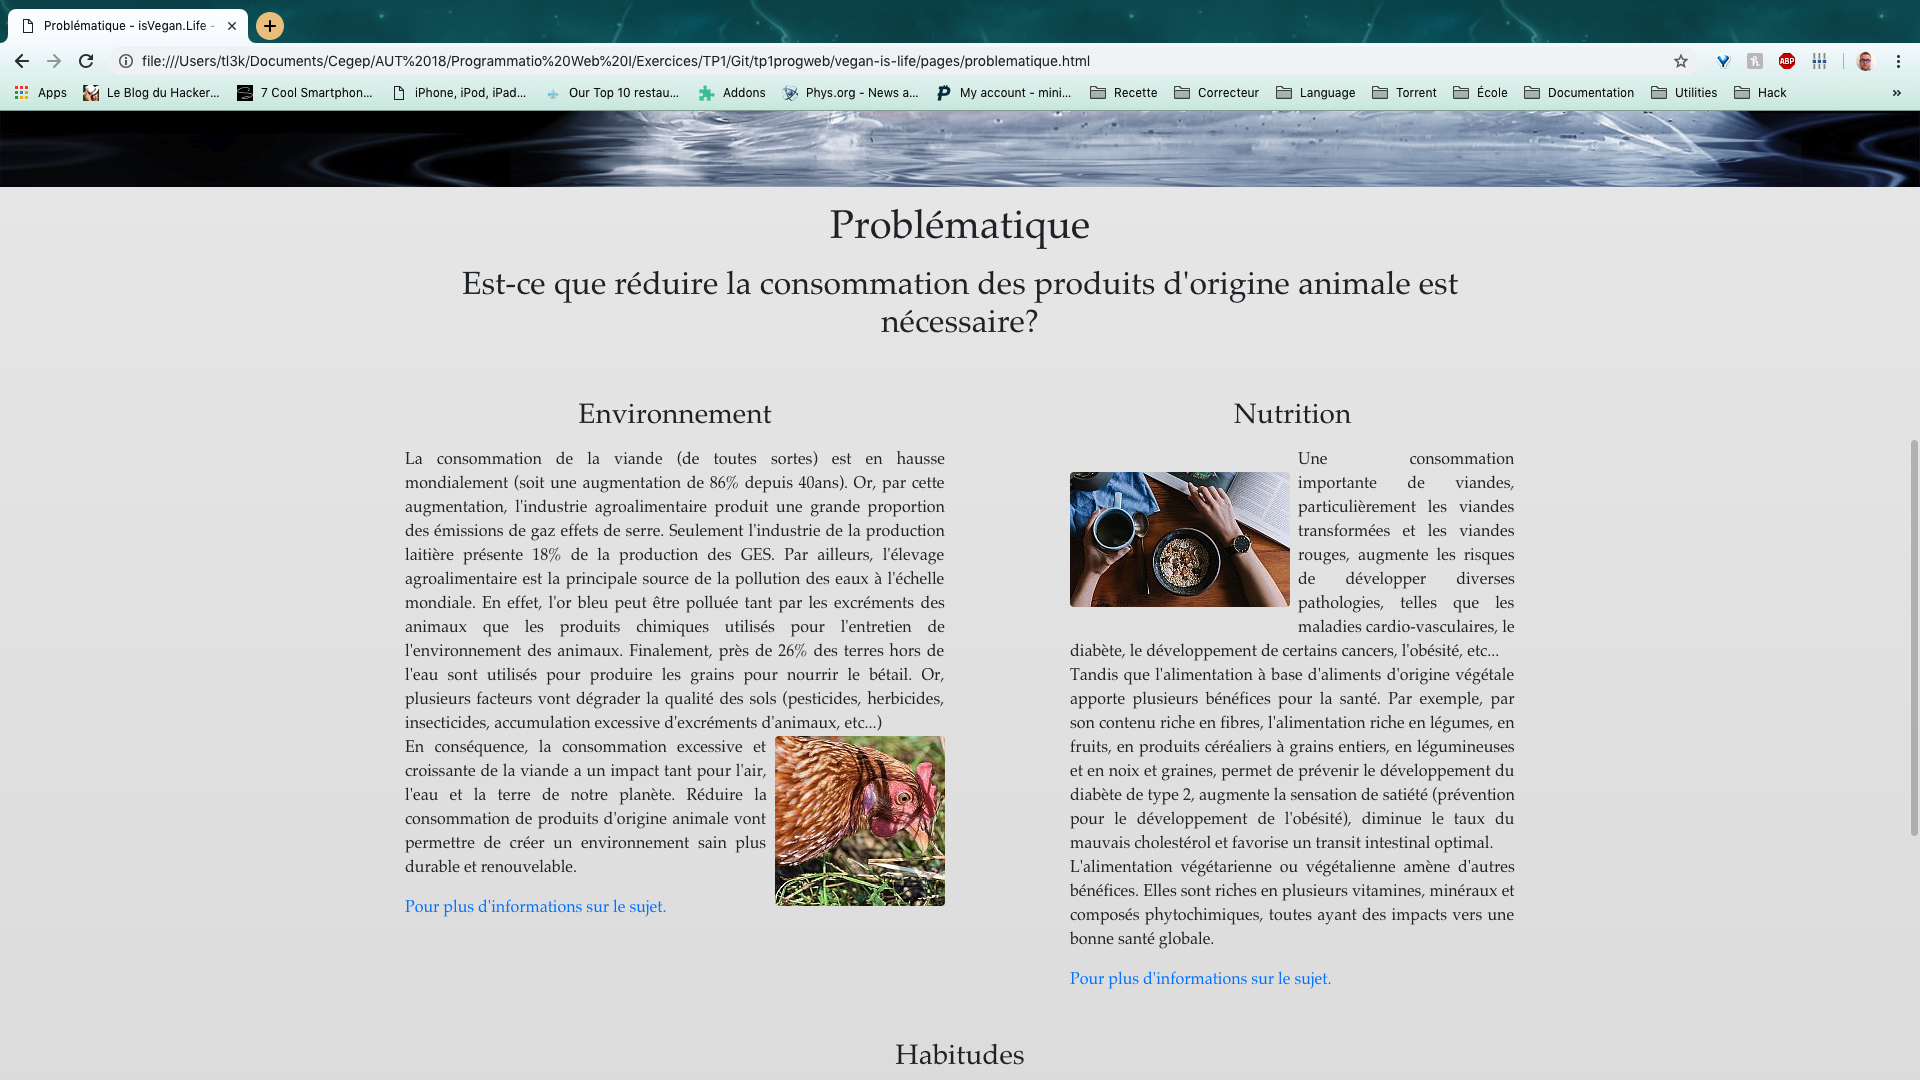 Problématique - isVegan.Life -
file:///Users/tl3k/Documents/Cegep/AUT%2018/Programmatio%20Web%20I/Exercices/TP1/Git/tp1progweb/vegan-is-life/pages/problematique.html
ABP
Apps
Le Blog du Hacker...
7 Cool Smartphon...
iPhone, iPod, iPad...
Our Top 10 restau...
Addons
Phys.org - News a...
My account - mini...
Recette
Correcteur
Language
Torrent
École
Documentation
Utilities
Hack
»
Problématique
Est-ce que réduire la consommation des produits d'origine animale est
nécessaire?
Environnement
La consommation de la viande (de toutes sortes) est en hausse
mondialement (soit une augmentation de 86% depuis 40ans). Or, par cette
augmentation, l'industrie agroalimentaire produit une grande proportion
des émissions de gaz effets de serre. Seulement l'industrie de la production
laitière présente 18% de la production des GES. Par ailleurs, l'élevage
agroalimentaire est la principale source de la pollution des eaux à l'échelle
mondiale. En effet, l'or bleu peut être polluée tant par les excréments des
animaux que les produits chimiques utilisés pour l'entretien de
l'environnement des animaux. Finalement, près de 26% des terres hors de
l'eau sont utilisés pour produire les grains pour nourrir le bétail. Or,
plusieurs facteurs vont dégrader la qualité des sols (pesticides, herbicides,
insecticides, accumulation excessive d'excréments d'animaux, etc...)
En conséquence, la consommation excessive et
croissante de la viande a un impact tant pour l'air,
l'eau et la terre de notre planète. Réduire la
consommation de produits d'origine animale vont
permettre de créer un environnement sain plus
durable et renouvelable.
Pour plus d'informations sur le sujet.
Nutrition
Une consommation
importante de viandes,
particulièrement les viandes
transformées et les viandes
rouges, augmente les risques
de développer diverses
pathologies, telles que les
maladies cardio-vasculaires, le
diabète, le développement de certains cancers, l'obésité, etc...
Tandis que l'alimentation à base d'aliments d'origine végétale
apporte plusieurs bénéfices pour la santé. Par exemple, par
son contenu riche en fibres, l'alimentation riche en légumes, en
fruits, en produits céréaliers à grains entiers, en légumineuses
et en noix et graines, permet de prévenir le développement du
diabète de type 2, augmente la sensation de satiété (prévention
pour le développement de l'obésité), diminue le taux du
mauvais cholestérol et favorise un transit intestinal optimal.
L'alimentation végétarienne ou végétalienne amène d'autres
bénéfices. Elles sont riches en plusieurs vitamines, minéraux et
composés phytochimiques, toutes ayant des impacts vers une
bonne santé globale.
Pour plus d'informations sur le sujet.
Habitudes